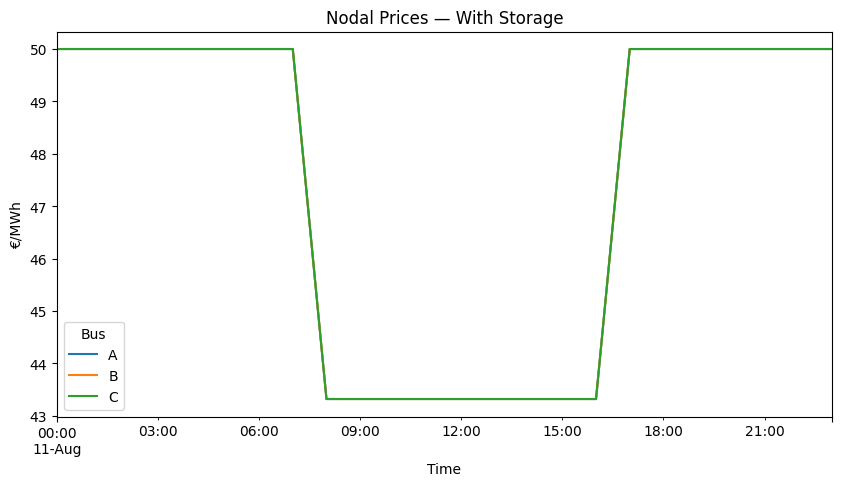 Nodal Prices — With Storage
€/MWh
50
49
48
47
46
45
44
43
Bus
A
B
C
00:00 03:00 06:00 09:00 12:00 15:00 18:00 21:00
11-Aug
Time